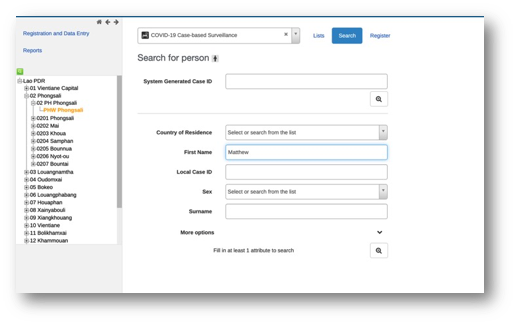 Registration and Data Entry
Reports
Lao PDR
01 Vientiane Capital
02 Phongsali
02 PH Phongsali
PHW Phongsali
0201 Phongsali
0202 Mai
0203 Khoua
0204 Samphan
0205 Bounnua
0206 Nyot-ou
0207 Bountai
03 Louangnamtha
04 Oudomxai
05 Bokeo
06 Louangphabang
07 Houaphan
08 Xainyabouli
09 Xiangkhouang
10 Vientiane
11 Bolikhamxai
12 Khammouan
COVID-19 Case-based Surveillance
Lists Search Register
Search for person
System Generated Case ID
Country of Residence Select or search from the list
First Name Matthew
Local Case ID
Sex Select or search from the list
Surname
More options
Fill in at least 1 attribute to search